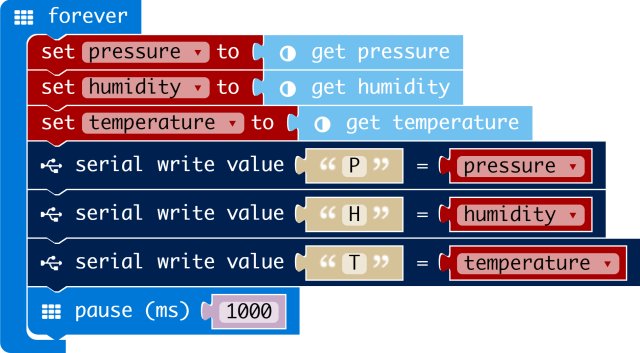 forever
set pressure to get pressure
set humidity to get humidity
set temperature to get temperature
serial write value “ P ” = pressure
serial write value “ H ” = humidity
serial write value “ T ” = temperature
pause (ms) 1000